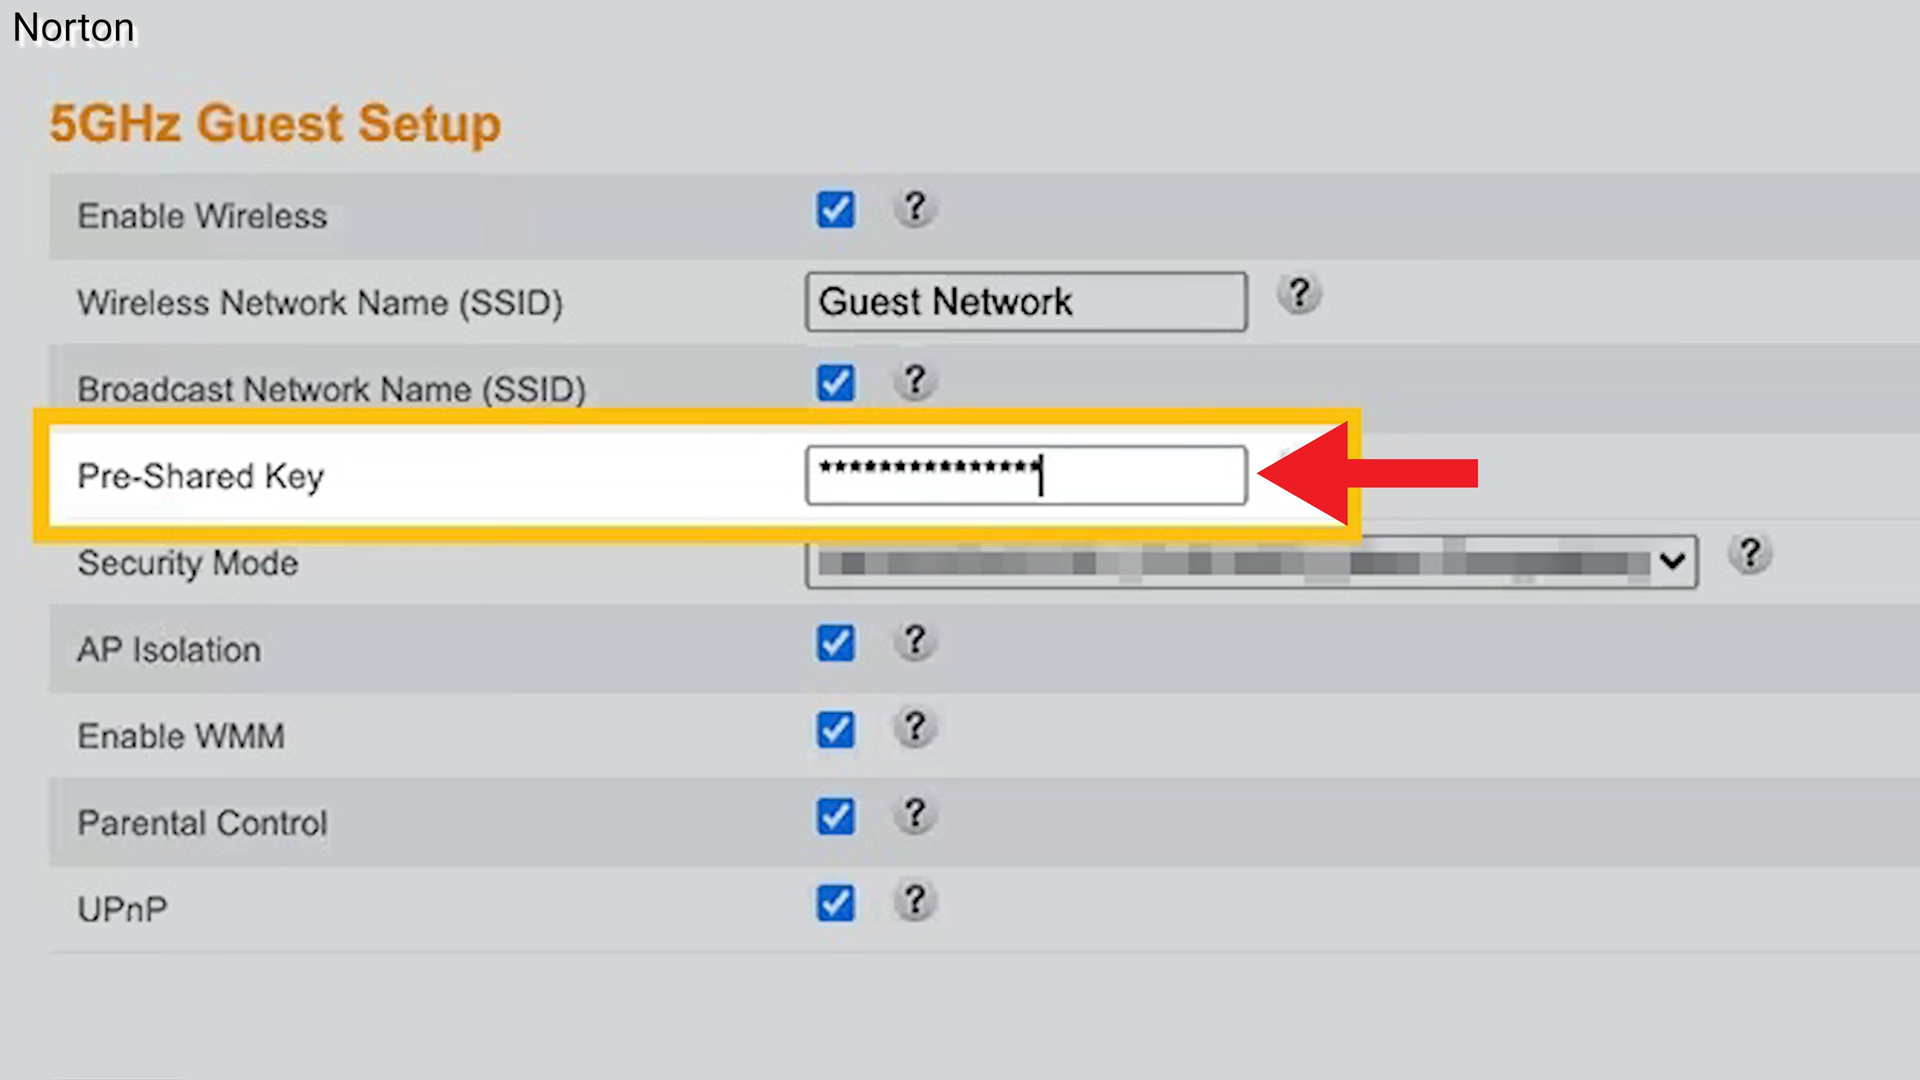 Norton
5GHz Guest Setup
Enable Wireless ?
Wireless Network Name (SSID) Guest Network ?
Broadcast Network Name (SSID) ?
Pre-Shared Key ***************
Security Mode ?
AP Isolation ?
Enable WMM ?
Parental Control ?
UPnP ?